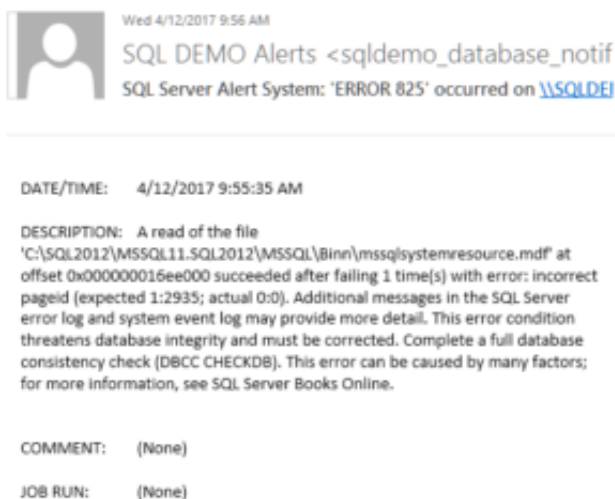 Wed 4/12/2017 9:56 AM
SQL DEMO Alerts <sqldemo_database_notif
SQL Server Alert System: 'ERROR 825' occurred on \\SQLDE
DATE/TIME: 4/12/2017 9:55:35 AM
DESCRIPTION: A read of the file
'C:\SQL2012\MSSQL11.SQL2012\MSSQL\Binn\mssqlsystemresource.mdf' at
offset 0x000000016ee000 succeeded after failing 1 time(s) with error: incorrect
pageid (expected 1:2935; actual 0:0). Additional messages in the SQL Server
error log and system event log may provide more detail. This error condition
threatens database integrity and must be corrected. Complete a full database
consistency check (DBCC CHECKDB). This error can be caused by many factors;
for more information, see SQL Server Books Online.
COMMENT: (None)
JOB RUN: (None)